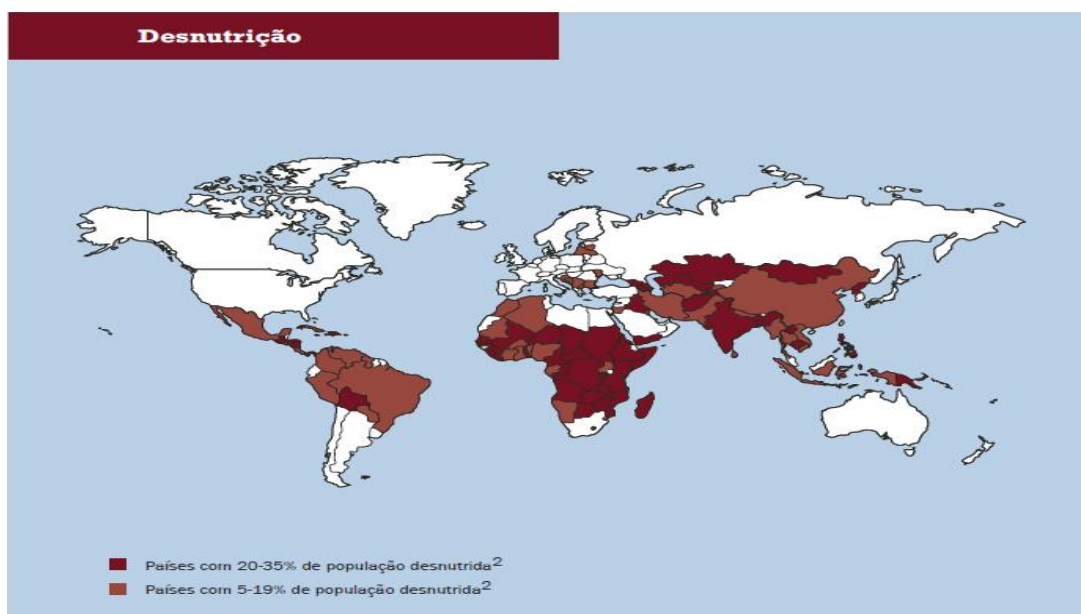 Desnutrição
Países com 20-35% de população desnutrida2
Países com 5-19% de população desnutrida2